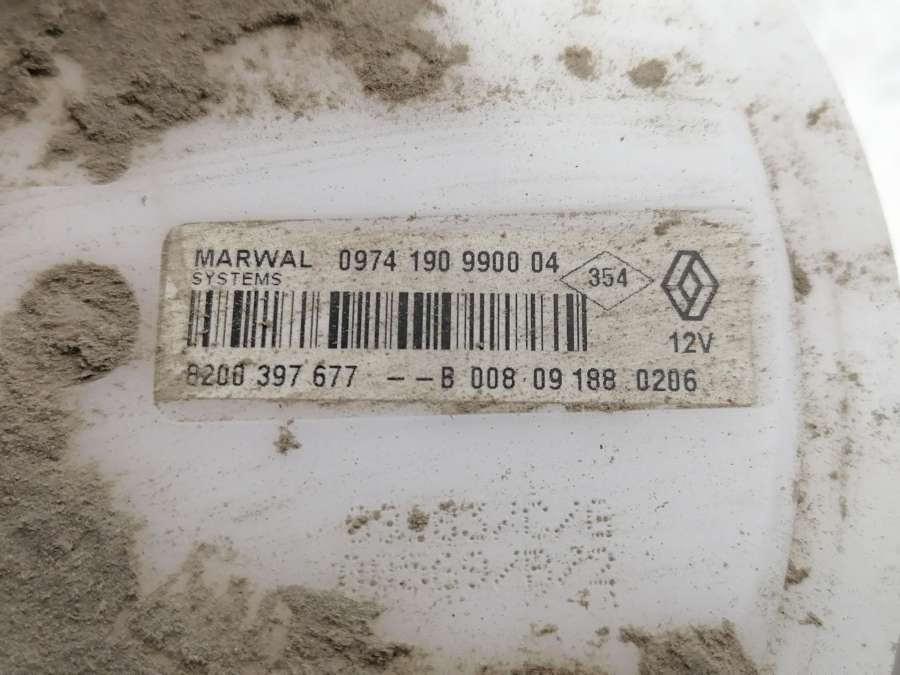 MARWAL 0974 190 9900 04
SYSTEMS
354
12V
8200 397 677 --B 008 09 188 0206